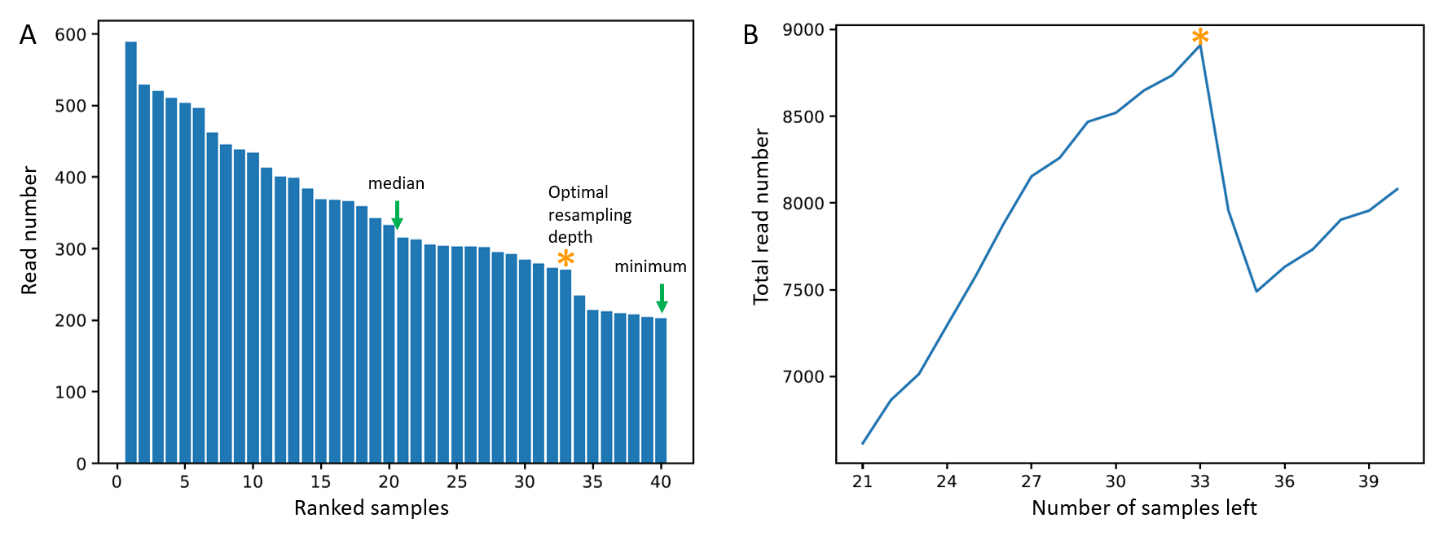 A
600
500
400
300
200
100
0
Read number
median
Optimal
resampling
depth
*
minimum
0 5 10 15 20 25 30 35 40
Ranked samples
B
9000
8500
8000
7500
7000
Total read number
*
21 24 27 30 33 36 39
Number of samples left